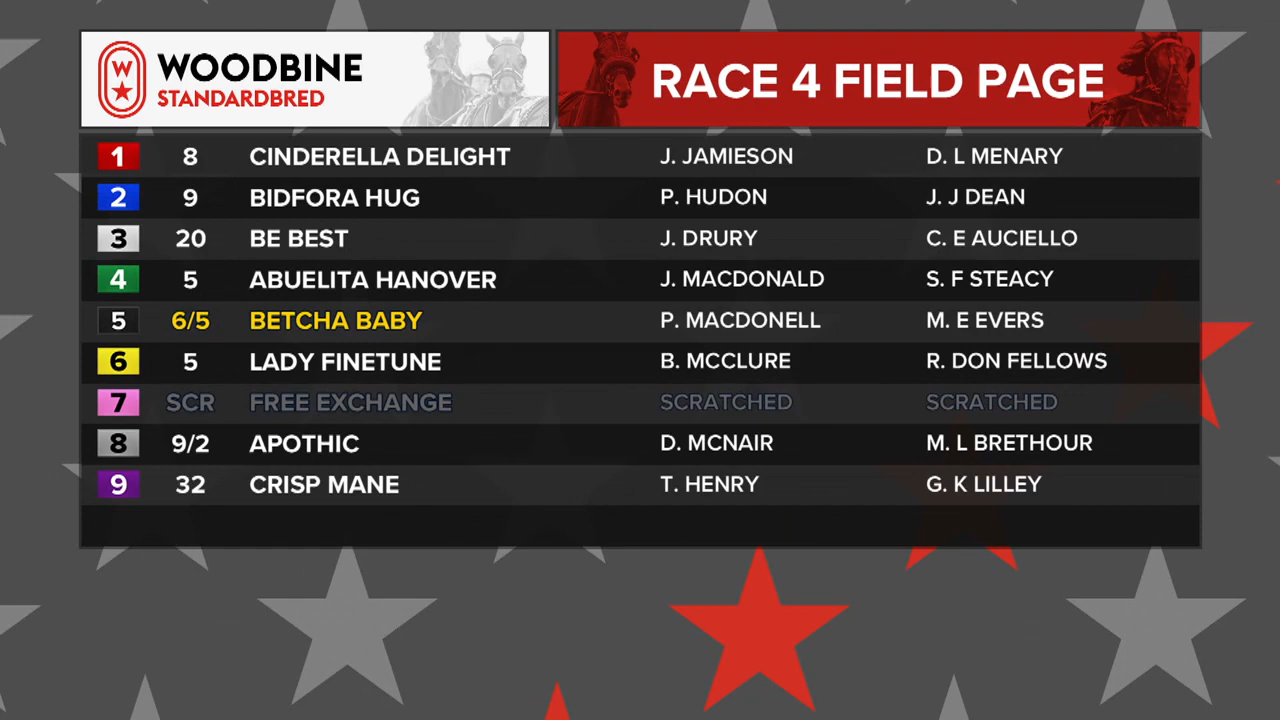 W
WOODBINE
STANDARDBRED
RACE 4 FIELD PAGE
1 8 CINDERELLA DELIGHT J. JAMIESON D. L MENARY
2 9 BIDFORA HUG P. HUDON J. J DEAN
3 20 BE BEST J. DRURY C. E AUCIELLO
4 5 ABUELITA HANOVER J. MACDONALD S. F STEACY
5 6/5 BETCHA BABY P. MACDONELL M. E EVERS
6 5 LADY FINETUNE B. MCCLURE R. DON FELLOWS
7 SCR FREE EXCHANGE SCRATCHED SCRATCHED
8 9/2 APOTHIC D. MCNAIR M. L BRETHOUR
9 32 CRISP MANE T. HENRY G. K LILLEY